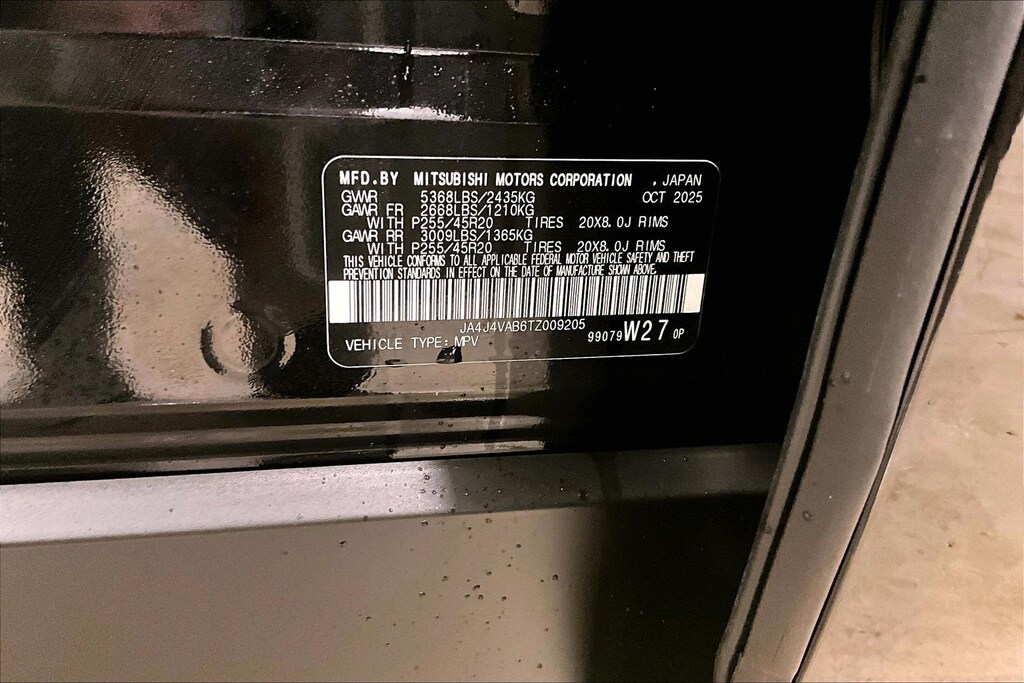 MFD.BY MITSUBISHI MOTORS CORPORATION , JAPAN
GVWR 5368LBS/2435KG OCT 2025
GAWR FR 2668LBS/1210KG
WITH P255/45R20 TIRES 20X8.0J RIMS
GAWR RR 3009LBS/1365KG
WITH P255/45R20 TIRES 20X8.0J RIMS
THIS VEHICLE CONFORMS TO ALL APPLICABLE FEDERAL MOTOR VEHICLE SAFETY AND THEFT
PREVENTION STANDARDS IN EFFECT ON THE DATE OF MANUFACTURE SHOWN ABOVE.
JA4J4VAB6TZ009205
VEHICLE TYPE: MPV 99079 W27 0P